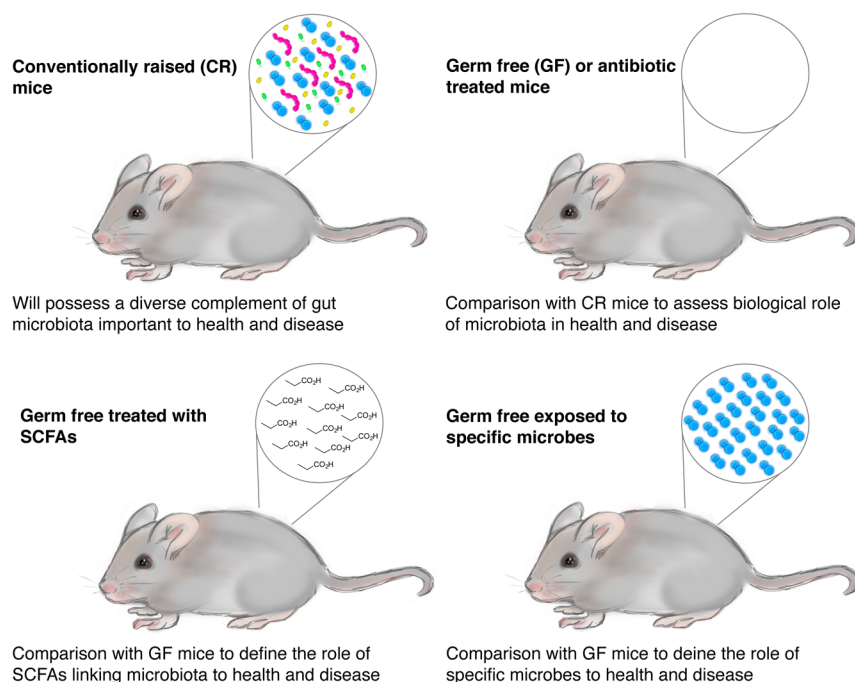 Conventionally raised (CR)
mice
Will possess a diverse complement of gut
microbiota important to health and disease
Germ free (GF) or antibiotic
treated mice
Comparison with CR mice to assess biological role
of microbiota in health and disease
Germ free treated with
SCFAs
CO₂H
CO₂H
CO₂H
CO₂H
CO₂H
CO₂H
CO₂H
CO₂H
CO₂H
CO₂H
CO₂H
Comparison with GF mice to define the role of
SCFAs linking microbiota to health and disease
Germ free exposed to
specific microbes
Comparison with GF mice to deine the role of
specific microbes to health and disease